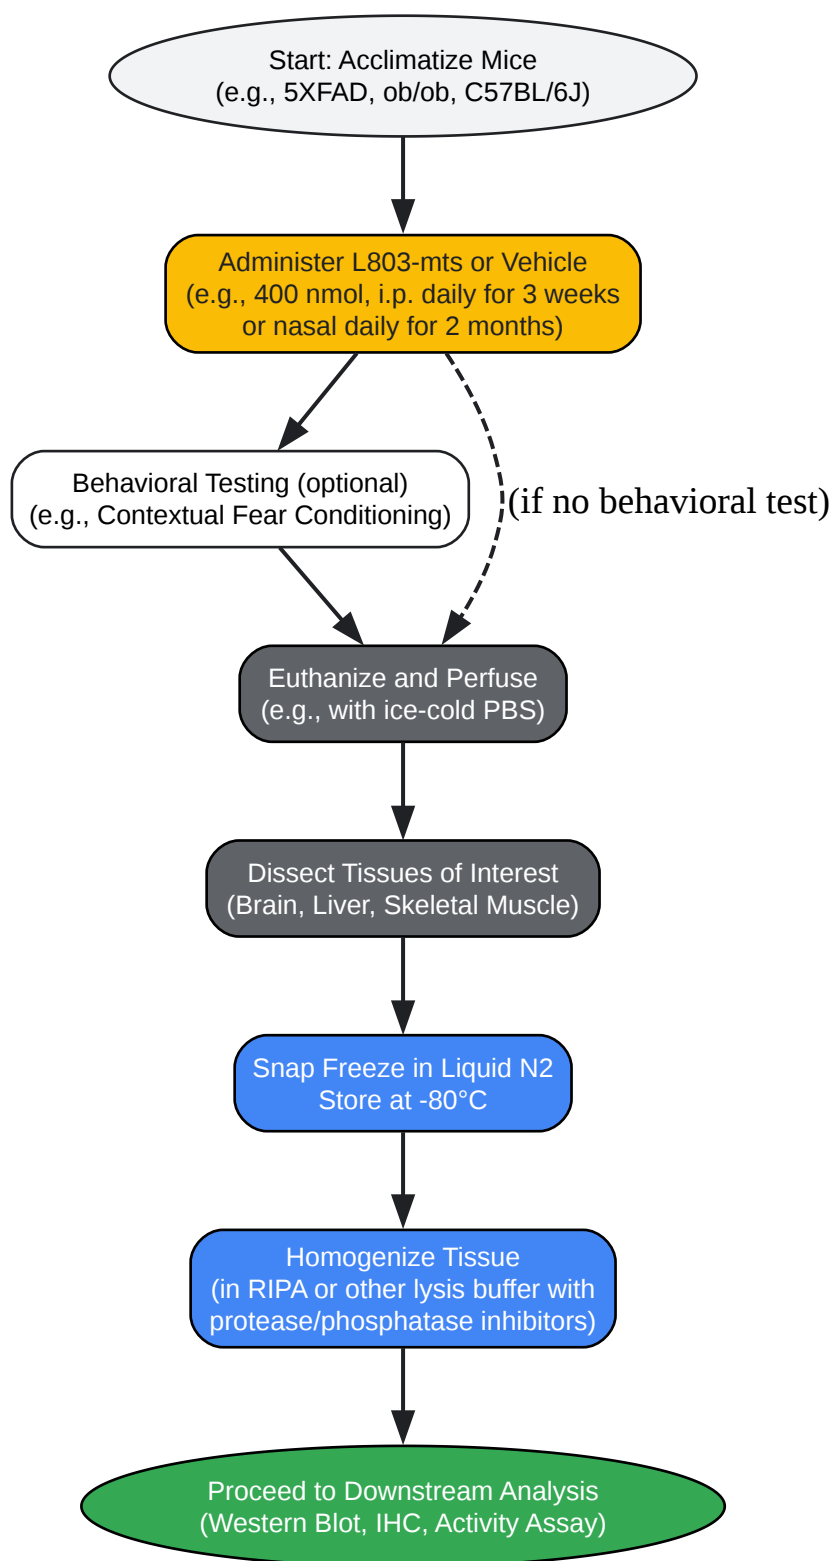 Start: Acclimatize Mice
(e.g., 5XFAD, ob/ob, C57BL/6J)
Administer L803-mts or Vehicle
(e.g., 400 nmol, i.p. daily for 3 weeks
or nasal daily for 2 months)
Behavioral Testing (optional)
(e.g., Contextual Fear Conditioning)
(if no behavioral test)
Euthanize and Perfuse
(e.g., with ice-cold PBS)
Dissect Tissues of Interest
(Brain, Liver, Skeletal Muscle)
Snap Freeze in Liquid N2
Store at -80°C
Homogenize Tissue
(in RIPA or other lysis buffer with
protease/phosphatase inhibitors)
Proceed to Downstream Analysis
(Western Blot, IHC, Activity Assay)